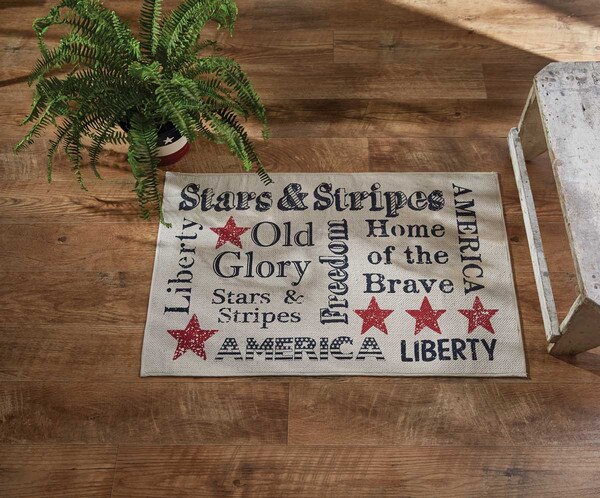 Stars & Stripes
Liberty
Old
Glory
Stars &
Stripes
Freedom
Home
of the
Brave
AMERICA
AMERICA
LIBERTY